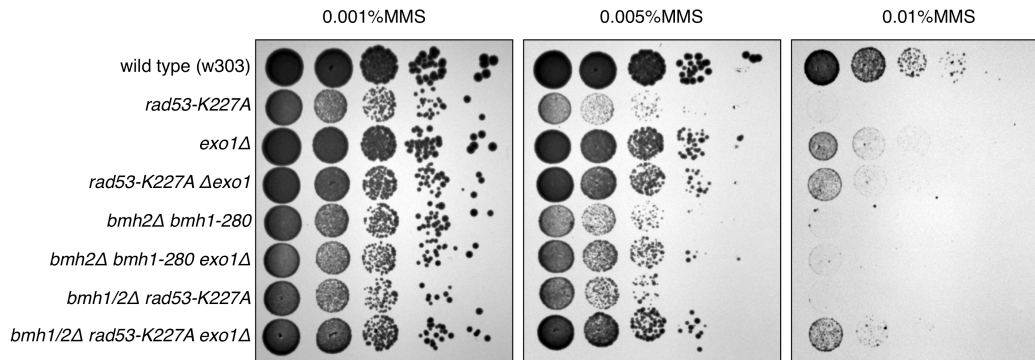 0.001%MMS 0.005%MMS 0.01%MMS
wild type (w303)
rad53-K227A
exo1Δ
rad53-K227A Δexo1
bmh2Δ bmh1-280
bmh2Δ bmh1-280 exo1Δ
bmh1/2Δ rad53-K227A
bmh1/2Δ rad53-K227A exo1Δ